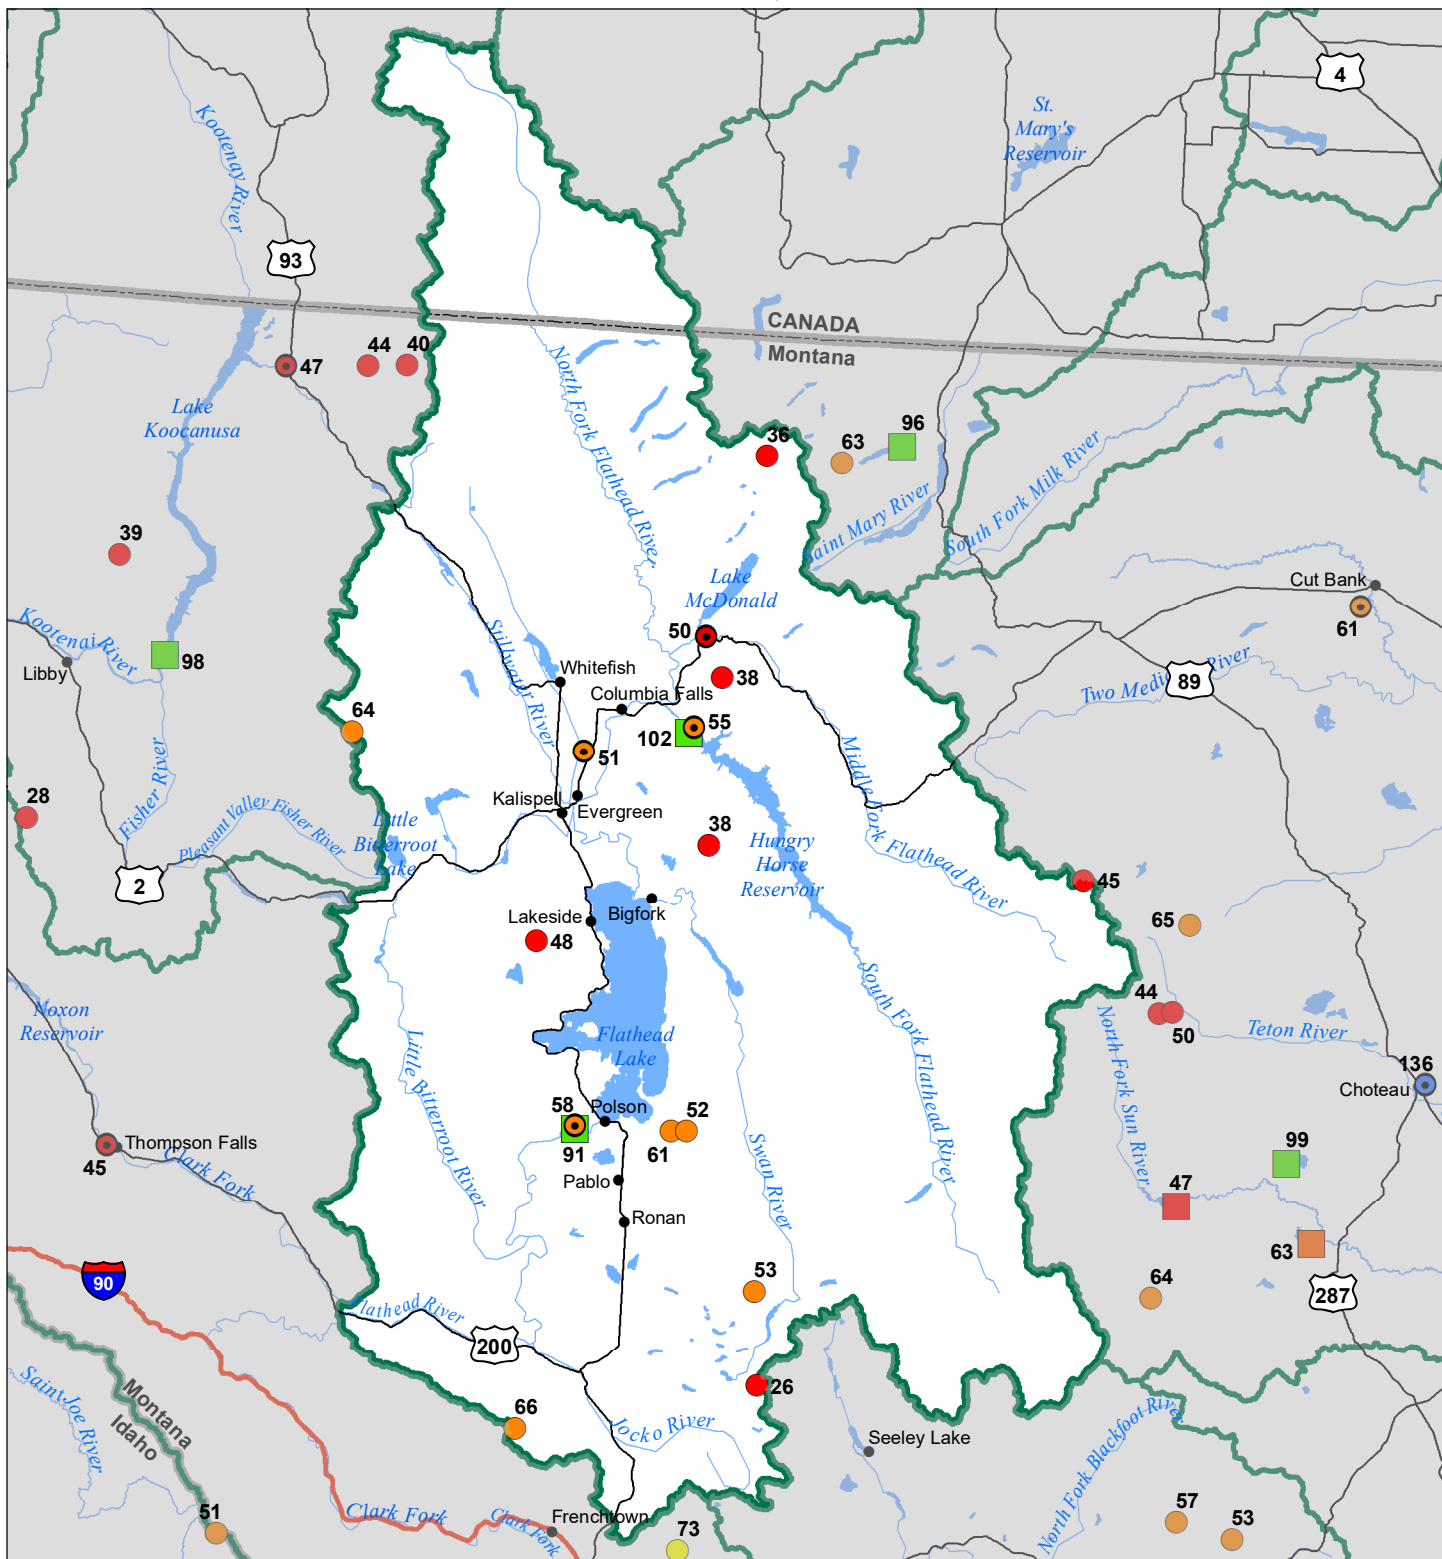 4
St.
Mary's
Reservoir
Kootenay River
93
CANADA
Montana
44
40
47
North Fork Flathead River
Lake
Koocanusa
36
63
96
South Fork Milk River
Saint Mary River
39
Lake
McDonald
Cut Bank
61
Kootenai River
Libby
98
Stillwater River
50
38
Whitefish
Columbia Falls
Two Medic River
89
64
55
102
51
Middle Fork Flathead River
28
Fisher River
Pleasant Valley Fisher River
Kalispell
Evergreen
Little
Bitterroot
Lake
38
Hungry
Horse
Reservoir
2
45
Lakeside
Bigfork
65
48
South Fork Flathead River
Noxon
Reservoir
44
50
North Fork Sun River
Teton River
Flathead
Lake
Little Bitterroot River
136
Choteau
58
Polson
52
91
61
Thompson Falls
45
Clark Fork
Swan River
99
Pablo
47
Ronan
63
90
53
64
287
Flathead River
200
26
Saint Joe River
Montana
Idaho
66
Jocko River
Seeley Lake
North Fork Blackfoot River
51
Clark Fork
Clark Fork
Frenchtown
73
57
53